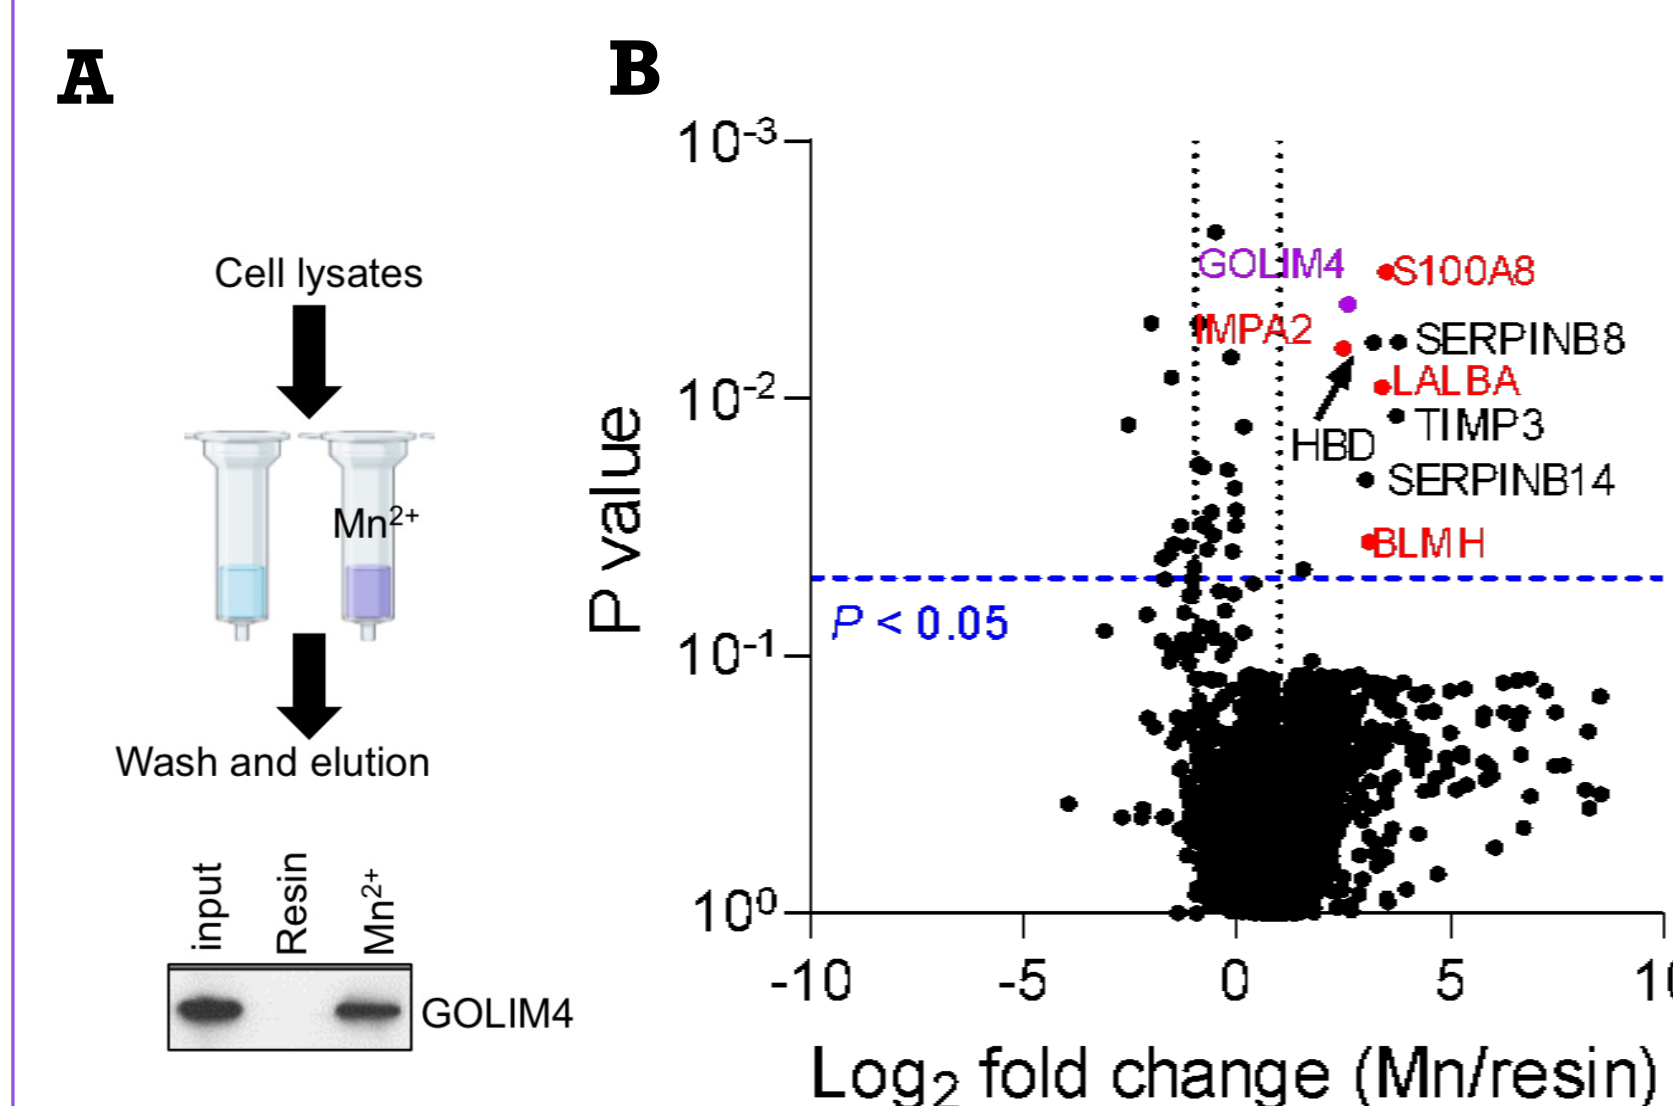 A
Cell lysates
Mn²⁺
Wash and elution
input
Resin
Mn²⁺
GOLIM4
B
10⁻³
10⁻²
10⁻¹
10⁰
P value
GOLIM4
S100A8
IMPA2
SERPINB8
LALBA
HBD
TIMP3
SERPINB14
BLMH
P < 0.05
-10
-5
0
5
Log₂ fold change (Mn/resin)